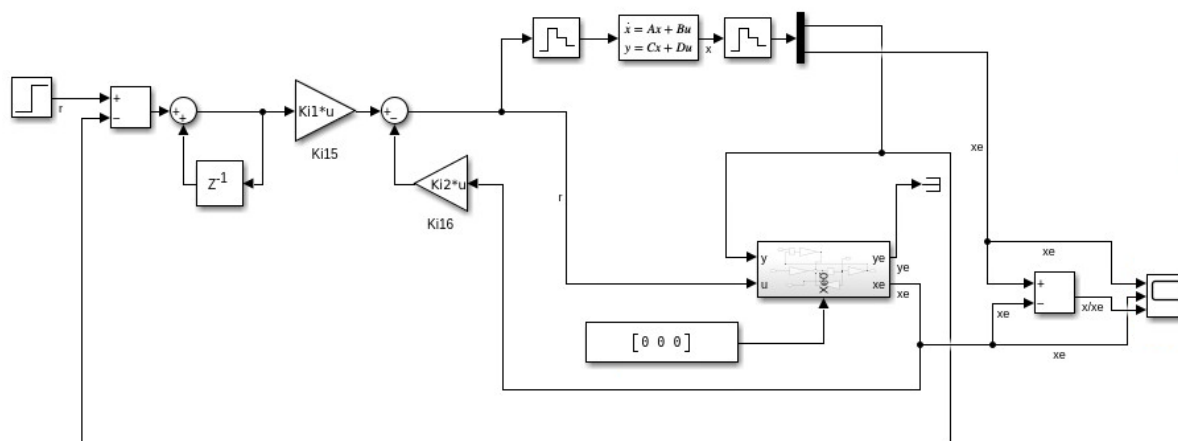 r
+
−
+
+
Z-1
Ki1*u
Ki15
+
−
Ki2*u
Ki16
ẋ = Ax + Bu
y = Cx + Du
x
r
y
u
ye
xe
xeo
ye
xe
[0 0 0]
xe
xe
+
−
xe
x/xe
xe